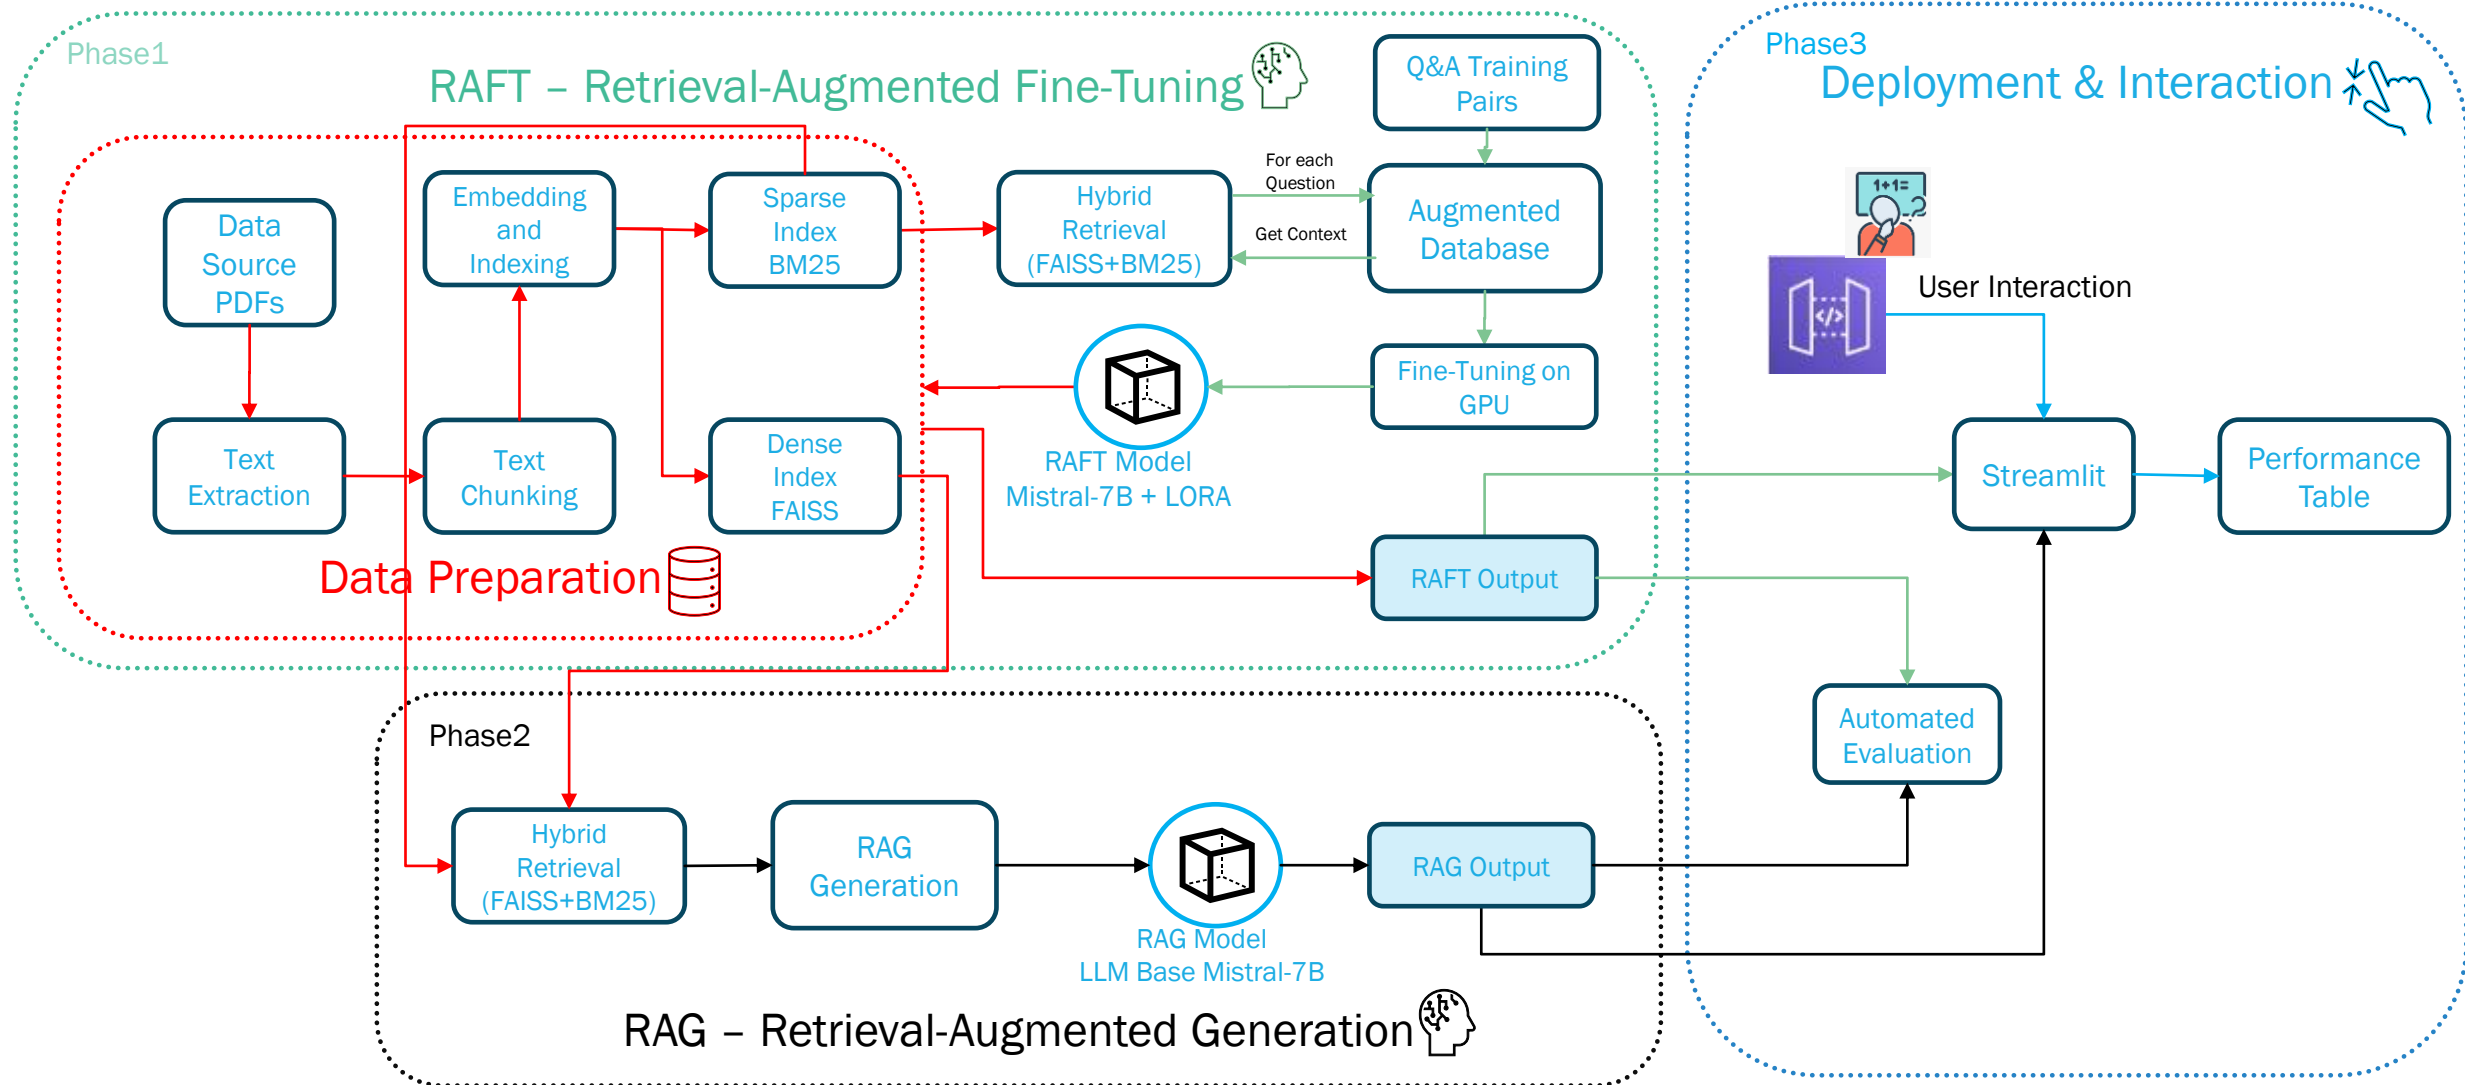 Phase1
RAFT – Retrieval-Augmented Fine-Tuning
Q&A Training
Pairs
Data
Source
PDFs
Embedding
and
Indexing
Sparse
Index
BM25
Hybrid
Retrieval
(FAISS+BM25)
For each
Question
Get Context
Augmented
Database
Text
Extraction
Text
Chunking
Dense
Index
FAISS
RAFT Model
Mistral-7B + LORA
Fine-Tuning on
GPU
Data Preparation
RAFT Output
Phase2
Hybrid
Retrieval
(FAISS+BM25)
RAG
Generation
RAG Model
LLM Base Mistral-7B
RAG Output
RAG – Retrieval-Augmented Generation
Phase3
Deployment & Interaction
1+1=
?
</>
User Interaction
Streamlit
Performance
Table
Automated
Evaluation